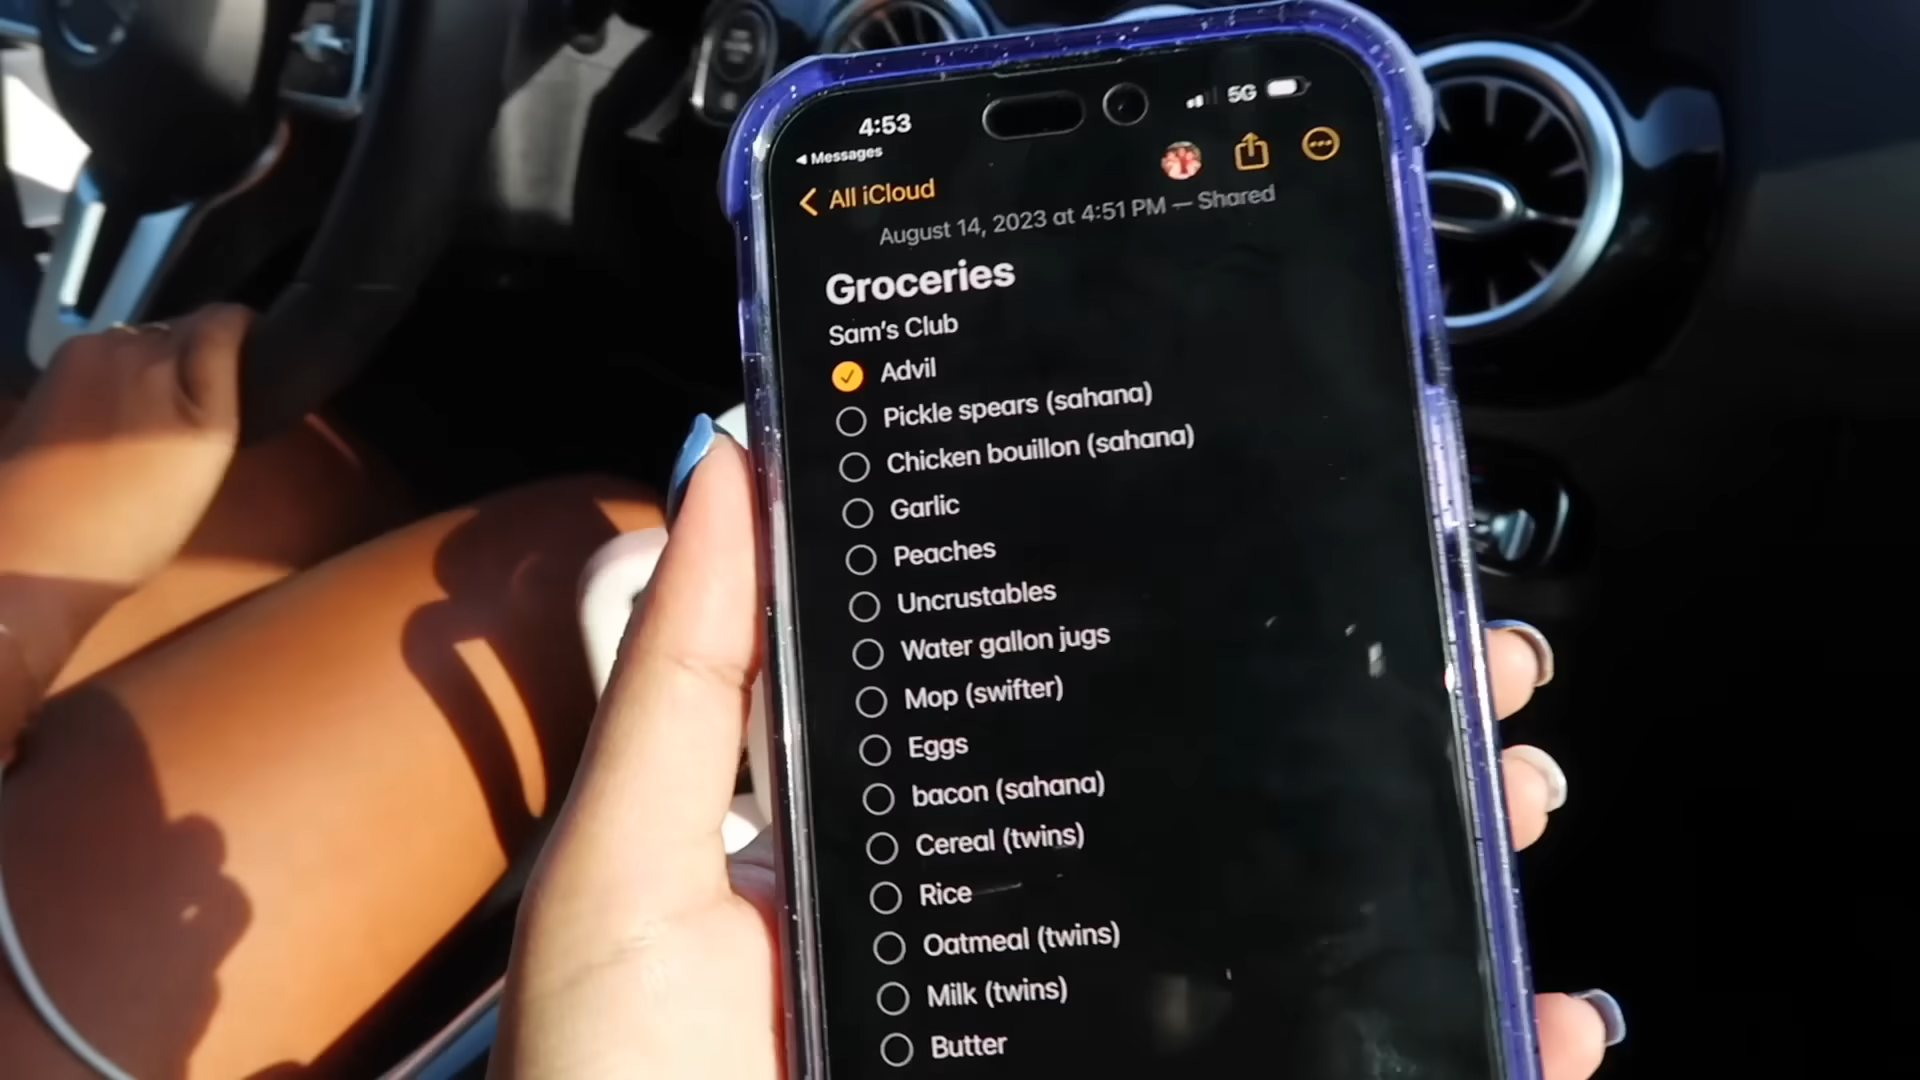 4:53
5G
Messages
All iCloud
August 14, 2023 at 4:51 PM — Shared
Groceries
Sam's Club
Advil
Pickle spears (sahana)
Chicken bouillon (sahana)
Garlic
Peaches
Uncrustables
Water gallon jugs
Mop (swifter)
Eggs
bacon (sahana)
Cereal (twins)
Rice
Oatmeal (twins)
Milk (twins)
Butter